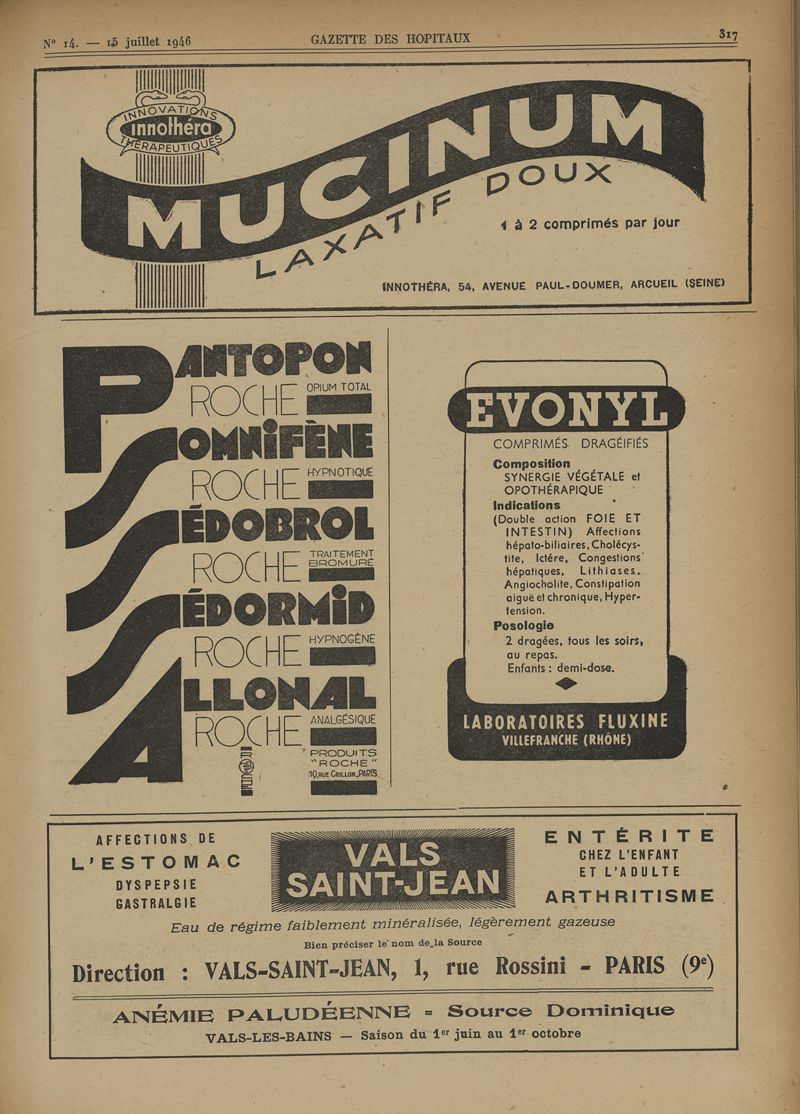 N° 14. — 15 juillet 1946 GAZETTE DES HOPITAUX 317
INNOVATIONS
innothéra
THÉRAPEUTIQUES
MUCINUM
LAXATIF DOUX
1 à 2 comprimés par jour
INNOTHÉRA, 54, AVENUE PAUL-DOUMER, ARCUEIL (SEINE)
PANTOPON
ROCHE OPIUM TOTAL
SOMNIFÈNE
ROCHE HYPNOTIQUE
SÉDOBROL
ROCHE TRAITEMENT
BROMURÉ
SÉDORMID
ROCHE HYPNOGÈNE
ALLONAL
ROCHE ANALGÉSIQUE
PRODUITS
"ROCHE"
10, RUE CRILLON. PARIS
EVONYL
COMPRIMÉS DRAGÉIFIÉS
Composition
SYNERGIE VÉGÉTALE et
OPOTHÉRAPIQUE
Indications
(Double action FOIE ET
INTESTIN) Affections
hépato-biliaires, Cholécys-
tite, Ictére, Congestions
hépatiques, Lithiases,
Angiocholite, Constipation
aiguë et chronique, Hyper-
tension.
Posologie
2 dragées, tous les soirs,
au repas.
Enfants : demi-dose.
LABORATOIRES FLUXINE
VILLEFRANCHE (RHÔNE)
AFFECTIONS DE
L'ESTOMAC
DYSPEPSIE
GASTRALGIE
VALS
SAINT-JEAN
ENTÉRITE
CHEZ L'ENFANT
ET L'ADULTE
ARTHRITISME
Eau de régime faiblement minéralisée, légèrement gazeuse
Bien préciser le nom de la Source
Direction : VALS-SAINT-JEAN, 1, rue Rossini - PARIS (9e)
ANÉMIE PALUDÉENNE = Source Dominique
VALS-LES-BAINS — Saison du 1er juin au 1er octobre